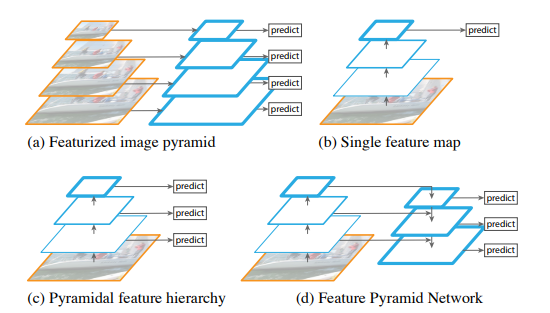 predict
predict
predict
predict
predict
(a) Featurized image pyramid
(b) Single feature map
predict
predict
predict
predict
predict
predict
(c) Pyramidal feature hierarchy
(d) Feature Pyramid Network